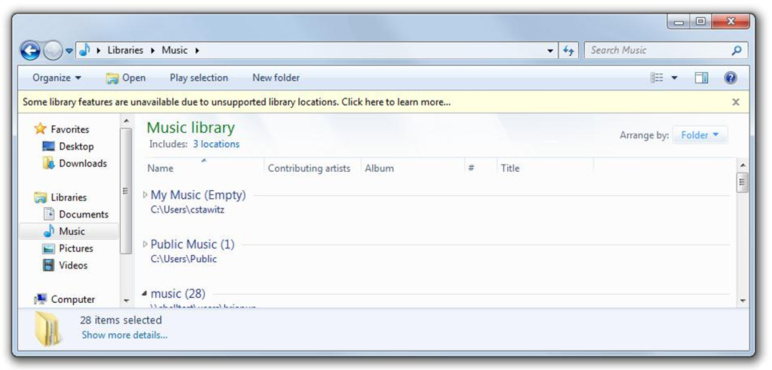 Libraries Music
Search Music
Organize Open Play selection New folder
Some library features are unavailable due to unsupported library locations. Click here to learn more...
Favorites
Desktop
Downloads
Libraries
Documents
Music
Pictures
Videos
Computer
Music library
Includes: 3 locations
Arrange by: Folder
Name Contributing artists Album # Title
My Music (Empty)
C:\Users\cstawitz
Public Music (1)
C:\Users\Public
music (28)
28 items selected
Show more details...